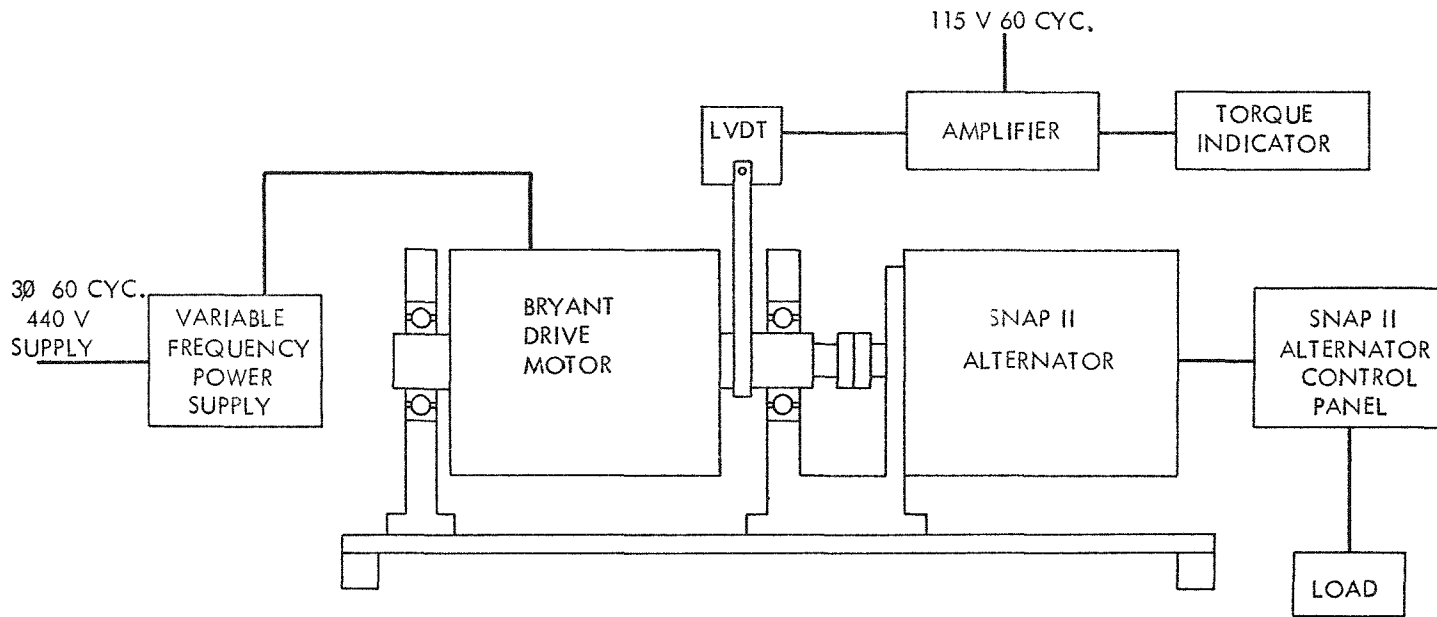 115 V 60 CYC.
LVDT
AMPLIFIER
TORQUE
INDICATOR
3Ø 60 CYC.
440 V
SUPPLY
VARIABLE
FREQUENCY
POWER
SUPPLY
BRYANT
DRIVE
MOTOR
SNAP II
ALTERNATOR
SNAP II
ALTERNATOR
CONTROL
PANEL
LOAD